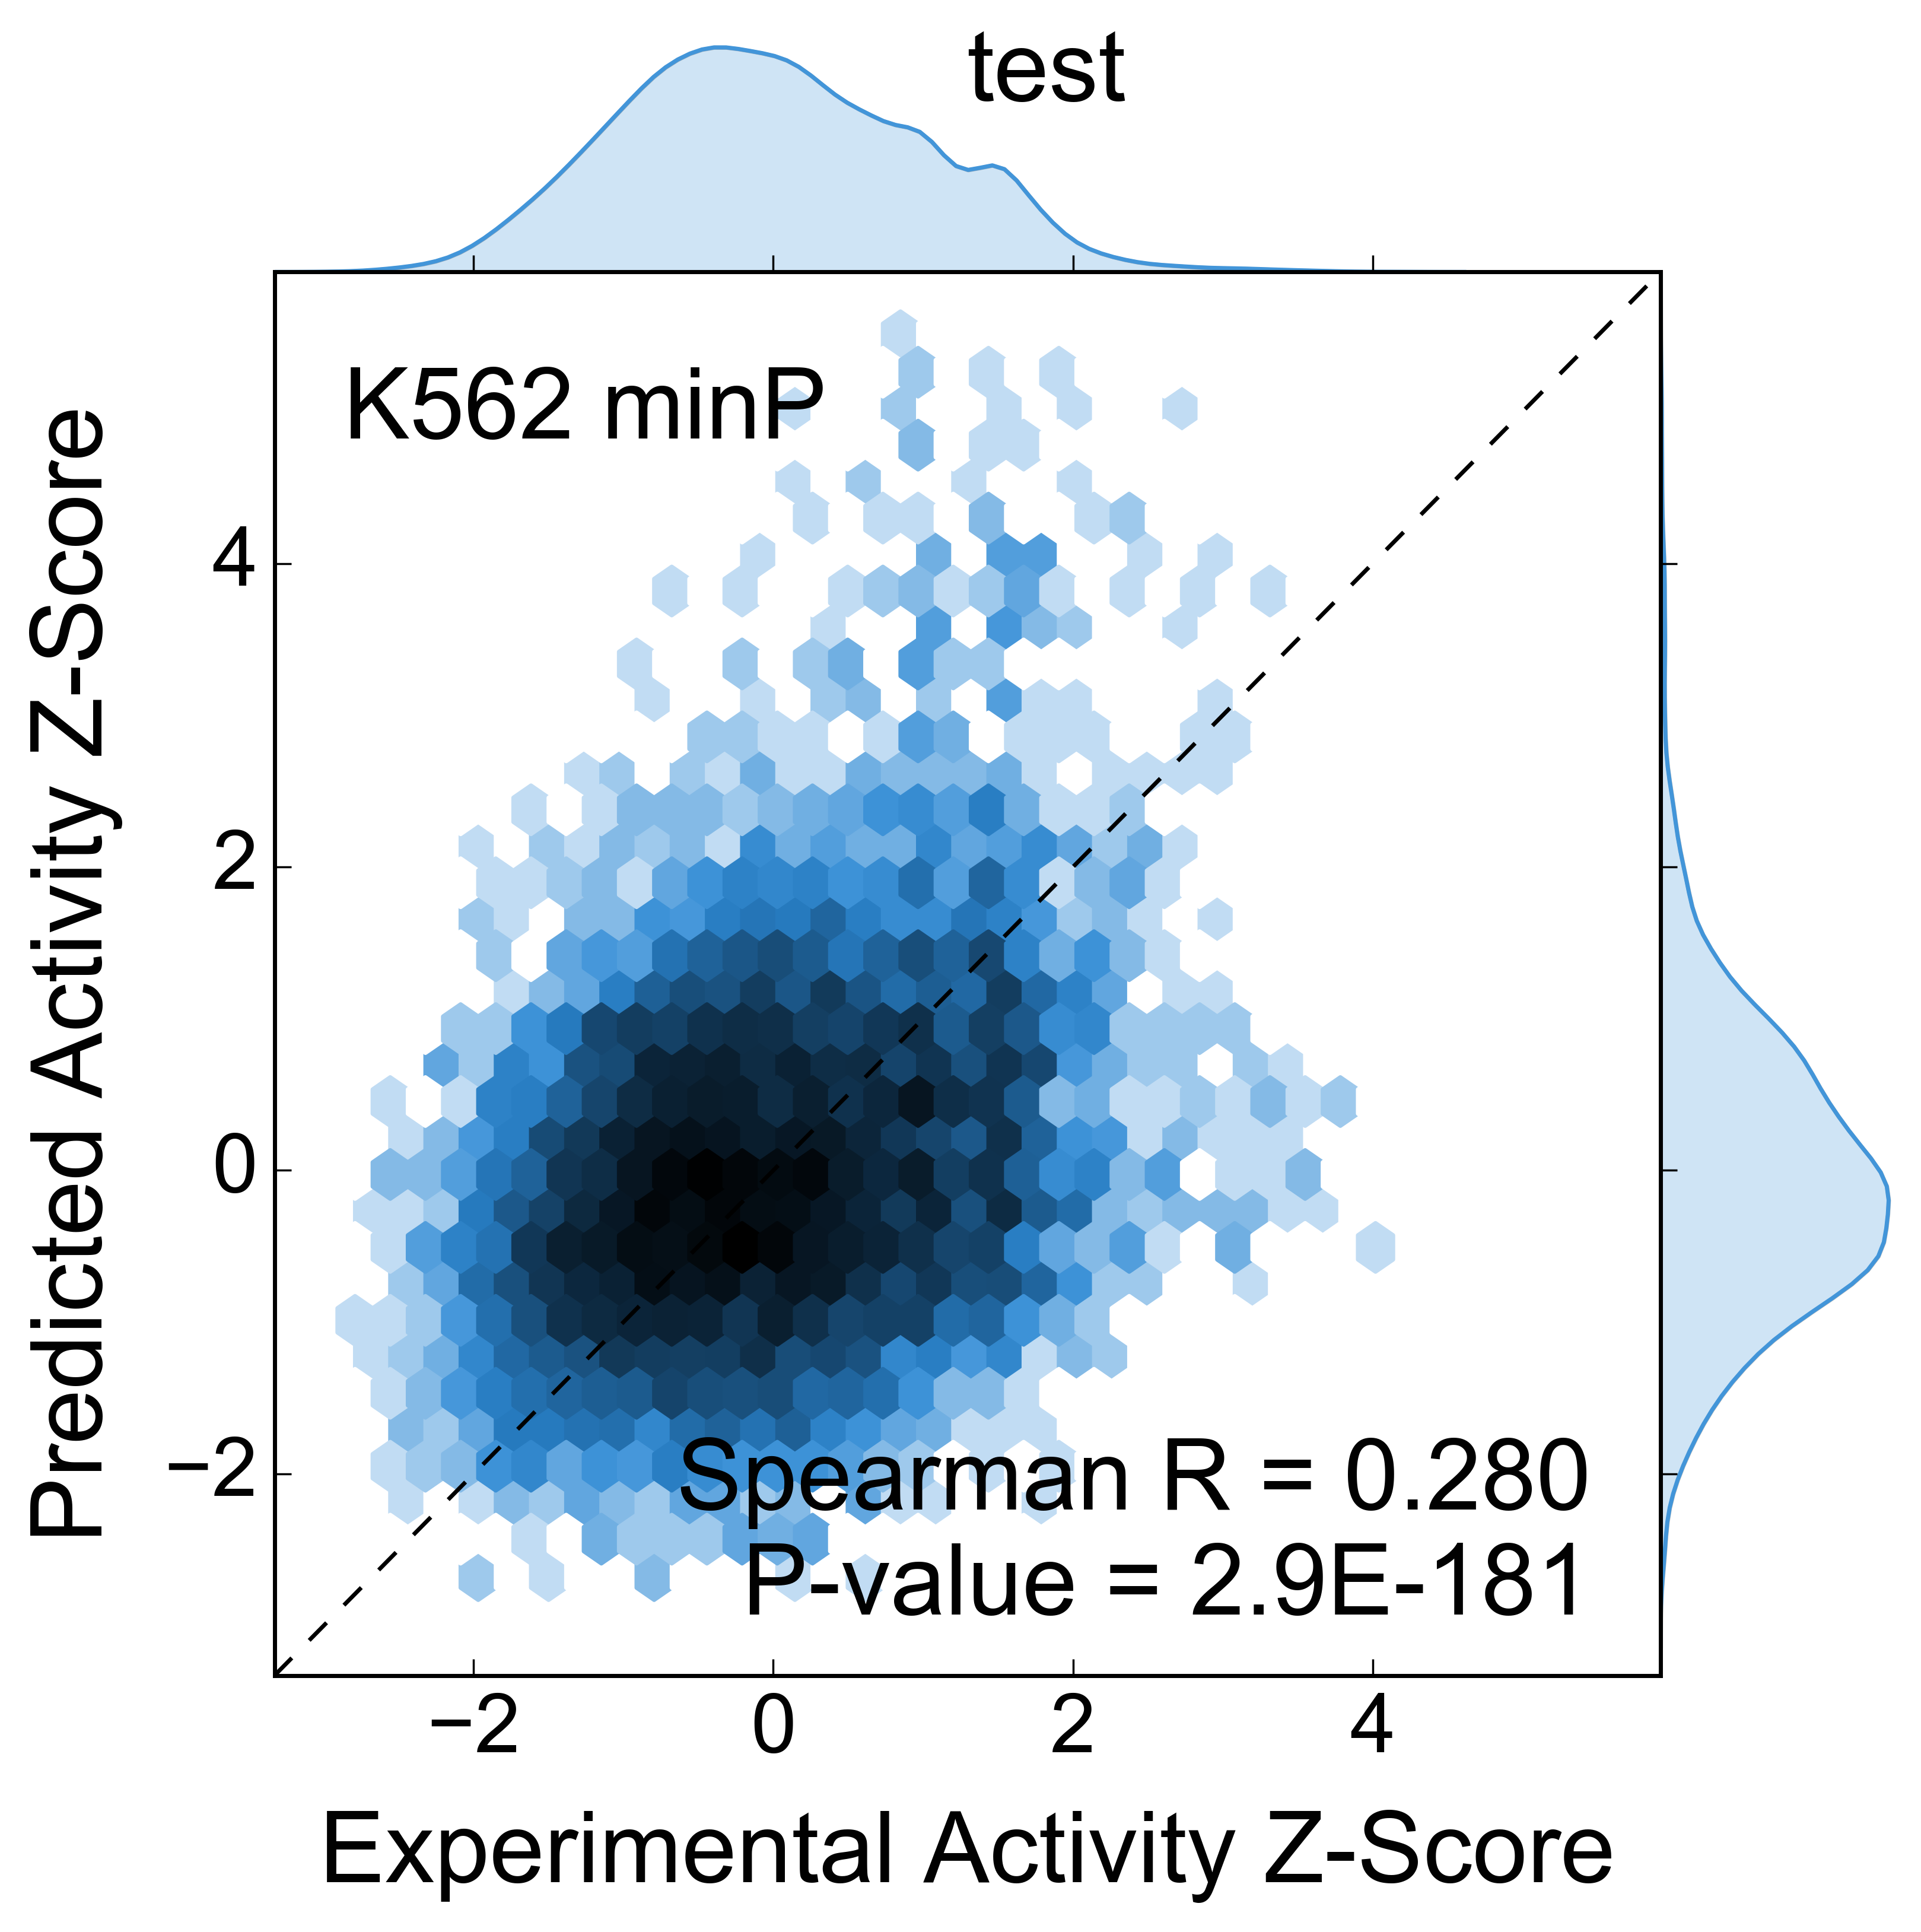 test
K562 minP
Predicted Activity Z-Score
4
2
0
−2
Spearman R = 0.280
P-value = 2.9E-181
−2 0 2 4
Experimental Activity Z-Score